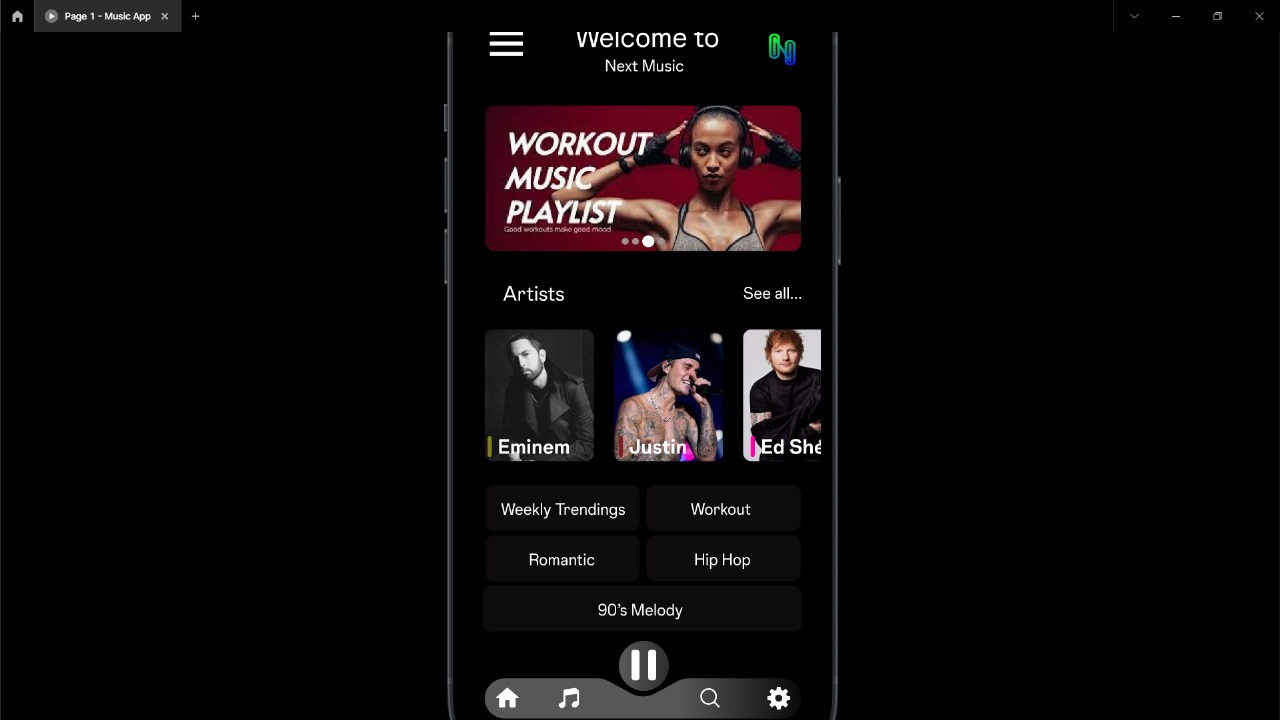 Page 1 - Music App
Welcome to
Next Music
WORKOUT
MUSIC
PLAYLIST
Good workouts make good mood
Artists
See all...
Eminem
Justin
Ed She
Weekly Trendings
Workout
Romantic
Hip Hop
90's Melody